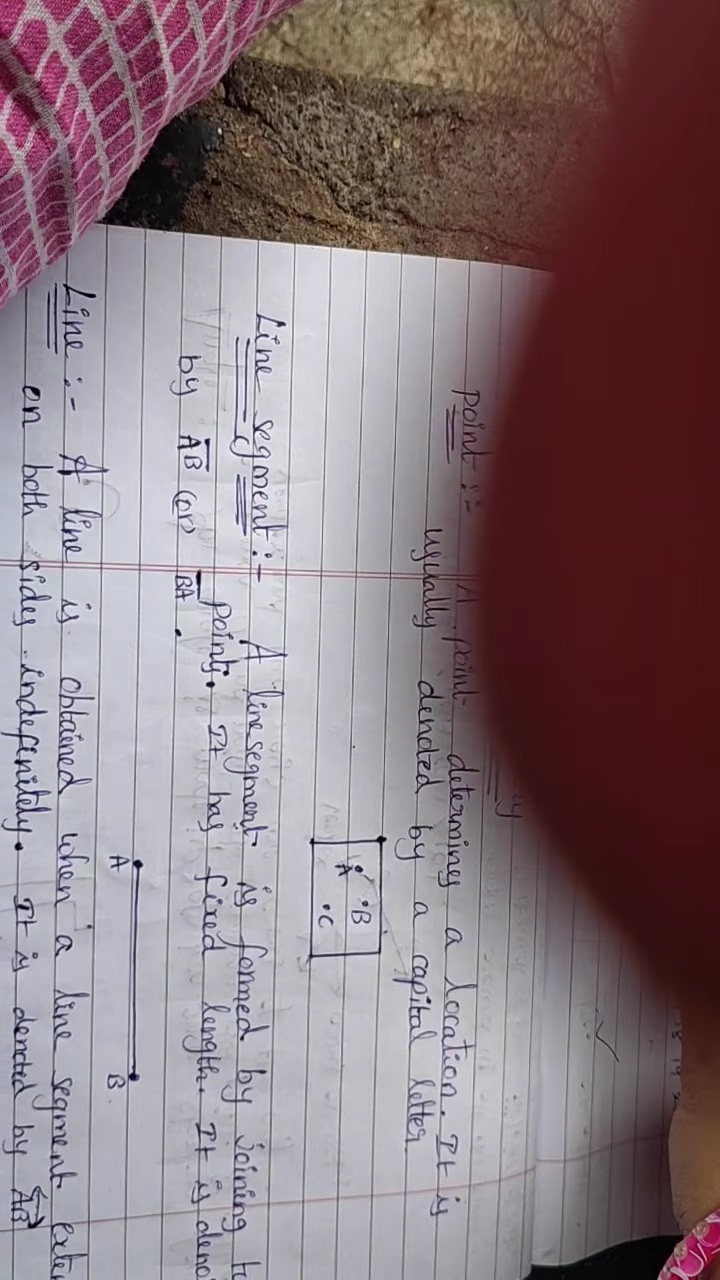 point :- A point determines a location. It is
usually denoted by a capital letter.
A .B
.C
Line segment :- A line segment is formed by joining
points. It has fixed length. It is
by AB (or) BA.
A B
Line :- A line is obtained when a line segment
on both sides indefinitely. It is denoted by AB